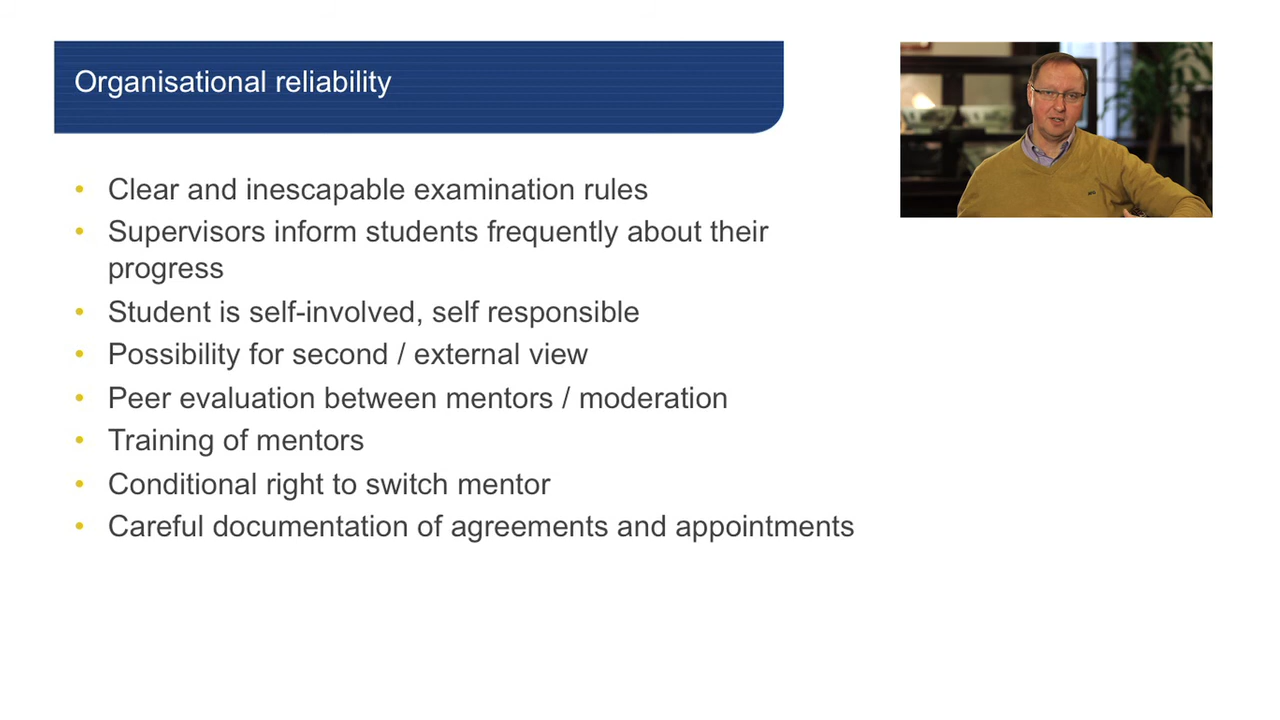 Organisational reliability
• Clear and inescapable examination rules
• Supervisors inform students frequently about their
progress
• Student is self-involved, self responsible
• Possibility for second / external view
• Peer evaluation between mentors / moderation
• Training of mentors
• Conditional right to switch mentor
• Careful documentation of agreements and appointments